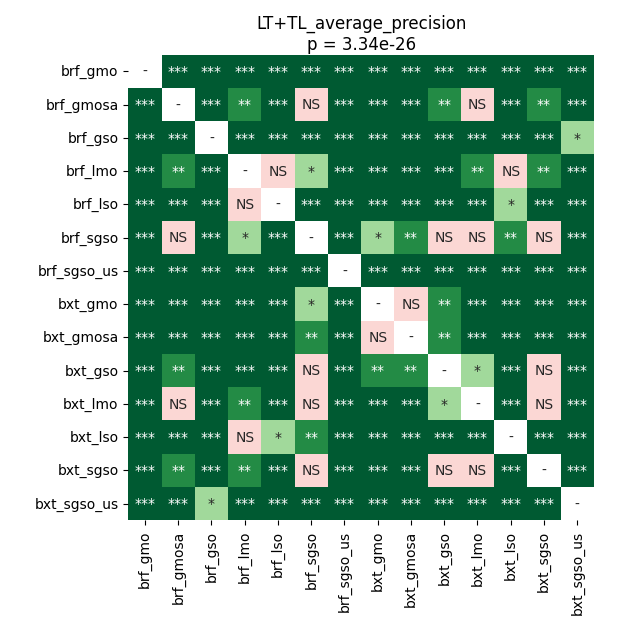 LT+TL_average_precision
p = 3.34e-26
brf_gmo - *** *** *** *** *** *** *** *** *** *** *** *** ***
brf_gmosa *** - *** ** *** NS *** *** *** ** NS *** ** ***
brf_gso *** *** - *** *** *** *** *** *** *** *** *** *** *
brf_lmo *** ** *** - NS * *** *** *** *** ** NS ** ***
brf_lso *** *** *** NS - *** *** *** *** *** *** * *** ***
brf_sgso *** NS *** * *** - *** * ** NS NS ** NS ***
brf_sgso_us *** *** *** *** *** *** - *** *** *** *** *** *** ***
bxt_gmo *** *** *** *** *** * *** - NS ** *** *** *** ***
bxt_gmosa *** *** *** *** *** ** *** NS - ** *** *** *** ***
bxt_gso *** ** *** *** *** NS *** ** ** - * *** NS ***
bxt_lmo *** NS *** ** *** NS *** *** *** * - *** NS ***
bxt_lso *** *** *** NS * ** *** *** *** *** *** - *** ***
bxt_sgso *** ** *** ** *** NS *** *** *** NS NS *** - ***
bxt_sgso_us *** *** * *** *** *** *** *** *** *** *** *** *** -
brf_gmo brf_gmosa brf_gso brf_lmo brf_lso brf_sgso brf_sgso_us bxt_gmo bxt_gmosa bxt_gso bxt_lmo bxt_lso bxt_sgso bxt_sgso_us